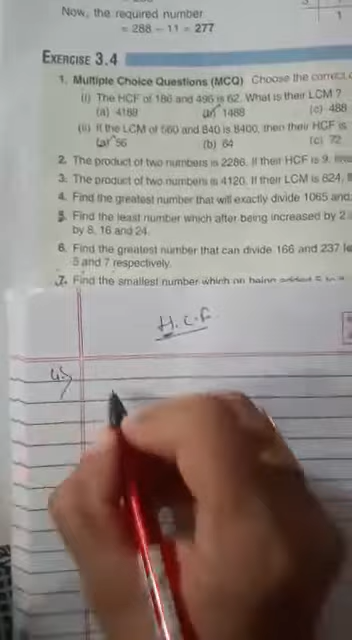 Now, the required number
= 288 – 11 = 277
EXERCISE 3.4
1. Multiple Choice Questions (MCQ) Choose the correct
(i) The HCF of 186 and 496 is 62. What is their LCM ?
(a) 4188 (b) 1488 (c) 488
(ii) If the LCM of 560 and 840 is 8400, then their HCF is
(a) 56 (b) 64 (c) 72
2. The product of two numbers is 2286. If their HCF is 9,
3. The product of two numbers is 4120. If their LCM is 824,
4. Find the greatest number that will exactly divide 1065 and
5. Find the least number which after being increased by 2
by 8, 16 and 24.
6. Find the greatest number that can divide 166 and 237 le
5 and 7 respectively.
7. Find the smallest number which on being added 5
H.C.F
4)